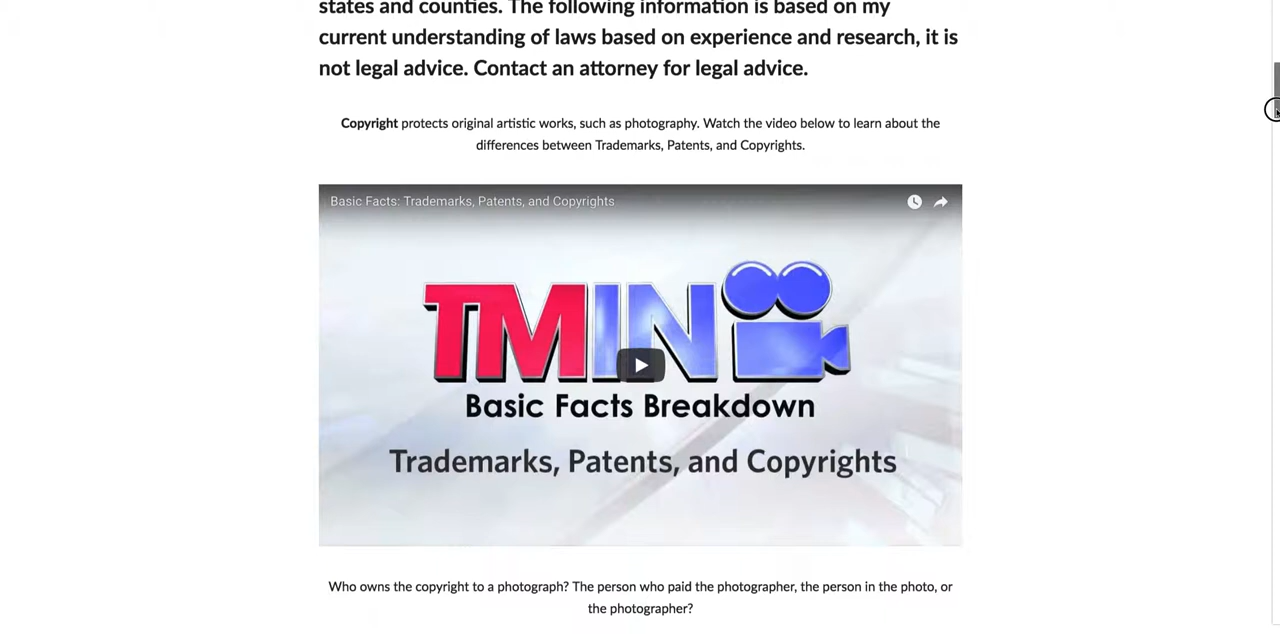 states and counties. The following information is based on my
current understanding of laws based on experience and research, it is
not legal advice. Contact an attorney for legal advice.
Copyright protects original artistic works, such as photography. Watch the video below to learn about the
differences between Trademarks, Patents, and Copyrights.
Basic Facts: Trademarks, Patents, and Copyrights
TMIN
Basic Facts Breakdown
Trademarks, Patents, and Copyrights
Who owns the copyright to a photograph? The person who paid the photographer, the person in the photo, or
the photographer?